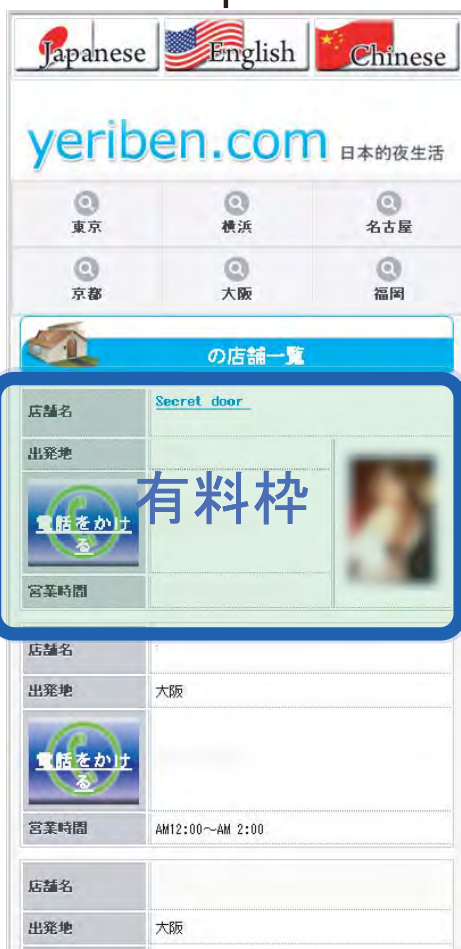 Japanese English Chinese
yeriben.com 日本的夜生活
東京 横浜 名古屋
京都 大阪 福岡
の店舗一覧
店舗名 Secret door
出発地
有料枠
電話をかけ
る
営業時間
店舗名
出発地 大阪
電話をかけ
る
営業時間 AM12:00～AM 2:00
店舗名
出発地 大阪